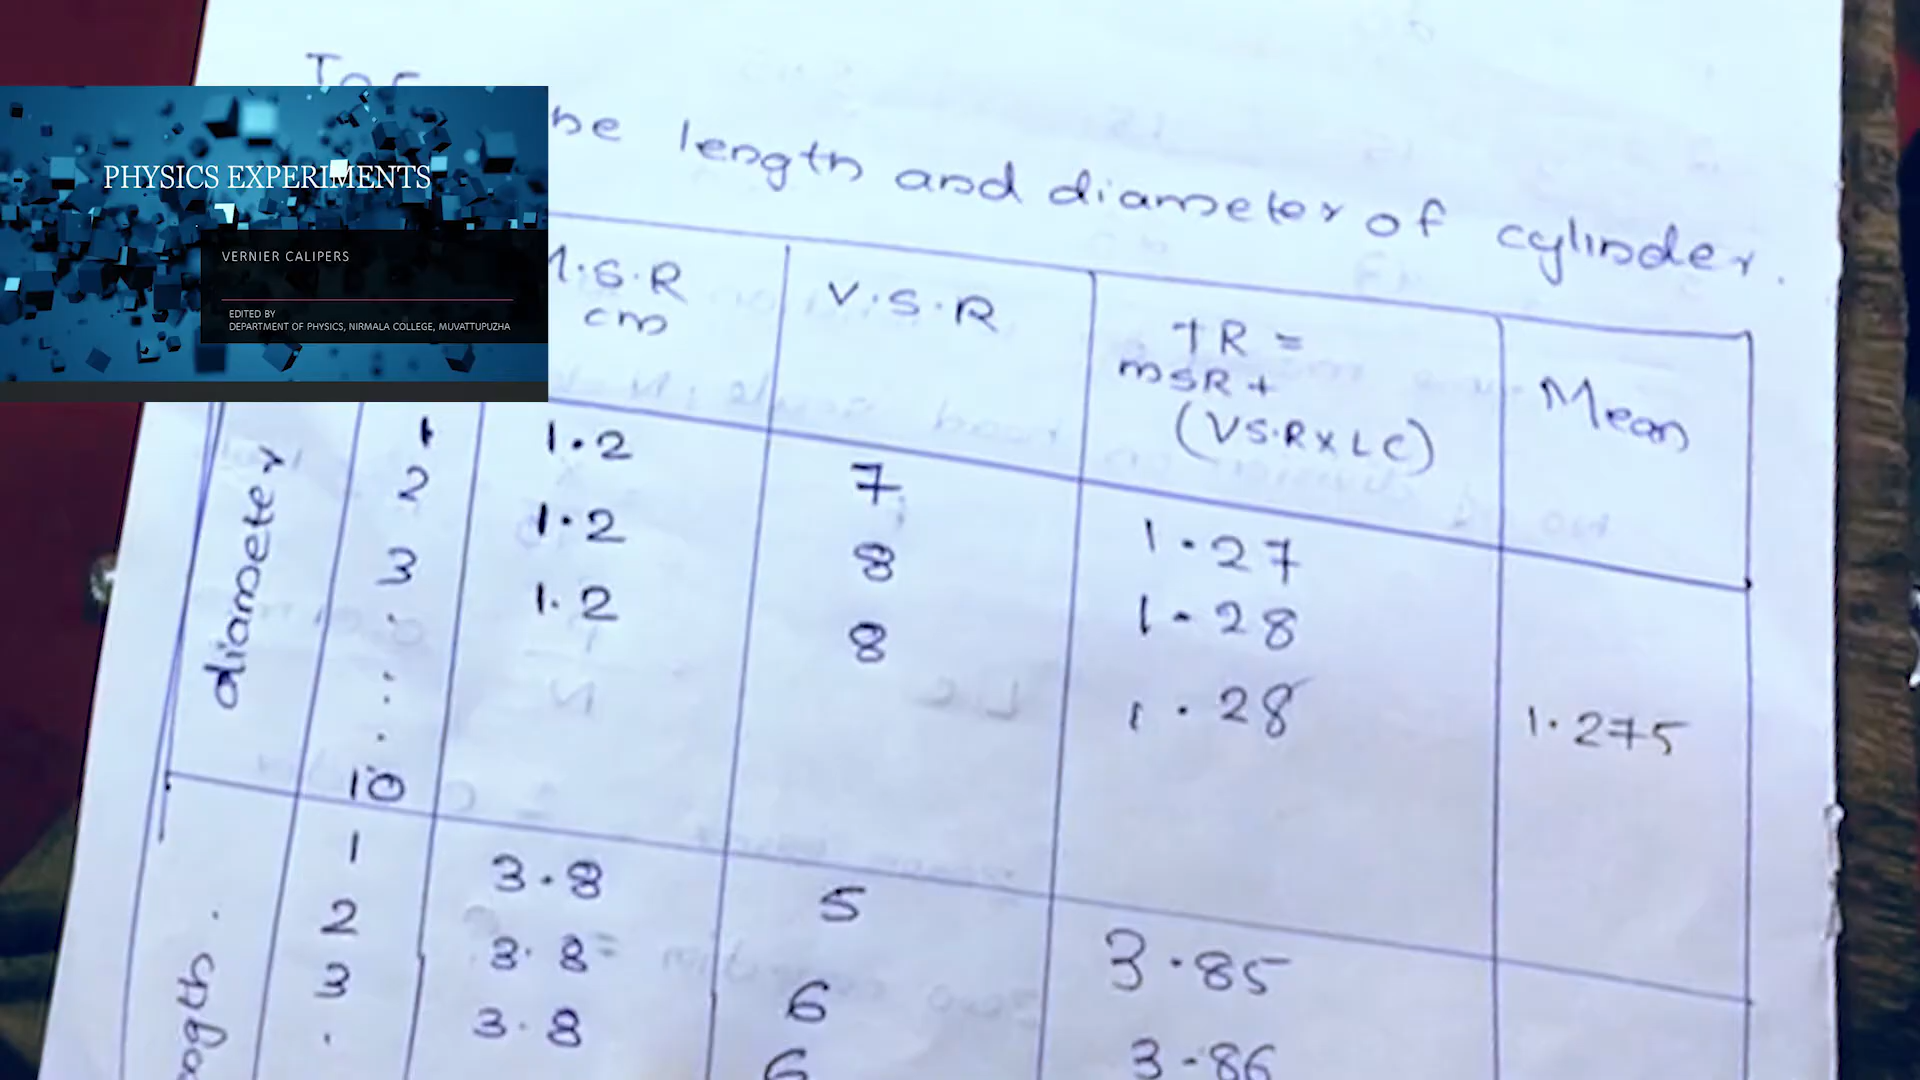 PHYSICS EXPERIMENTS
VERNIER CALIPERS
EDITED BY
DEPARTMENT OF PHYSICS, NIRMALA COLLEGE, MUVATTUPUZHA
length and diameter of cylinder.
M.S.R cm
V.S.R
TR = MSR + (VS.R X LC)
Mean
diameter
1 1.2 7 1.27
2 1.2 8 1.28
3 1.2 8 1.28
1.275
10
1 3.8 5 3.85
2 3.8 6 3.86
3 3.8 6